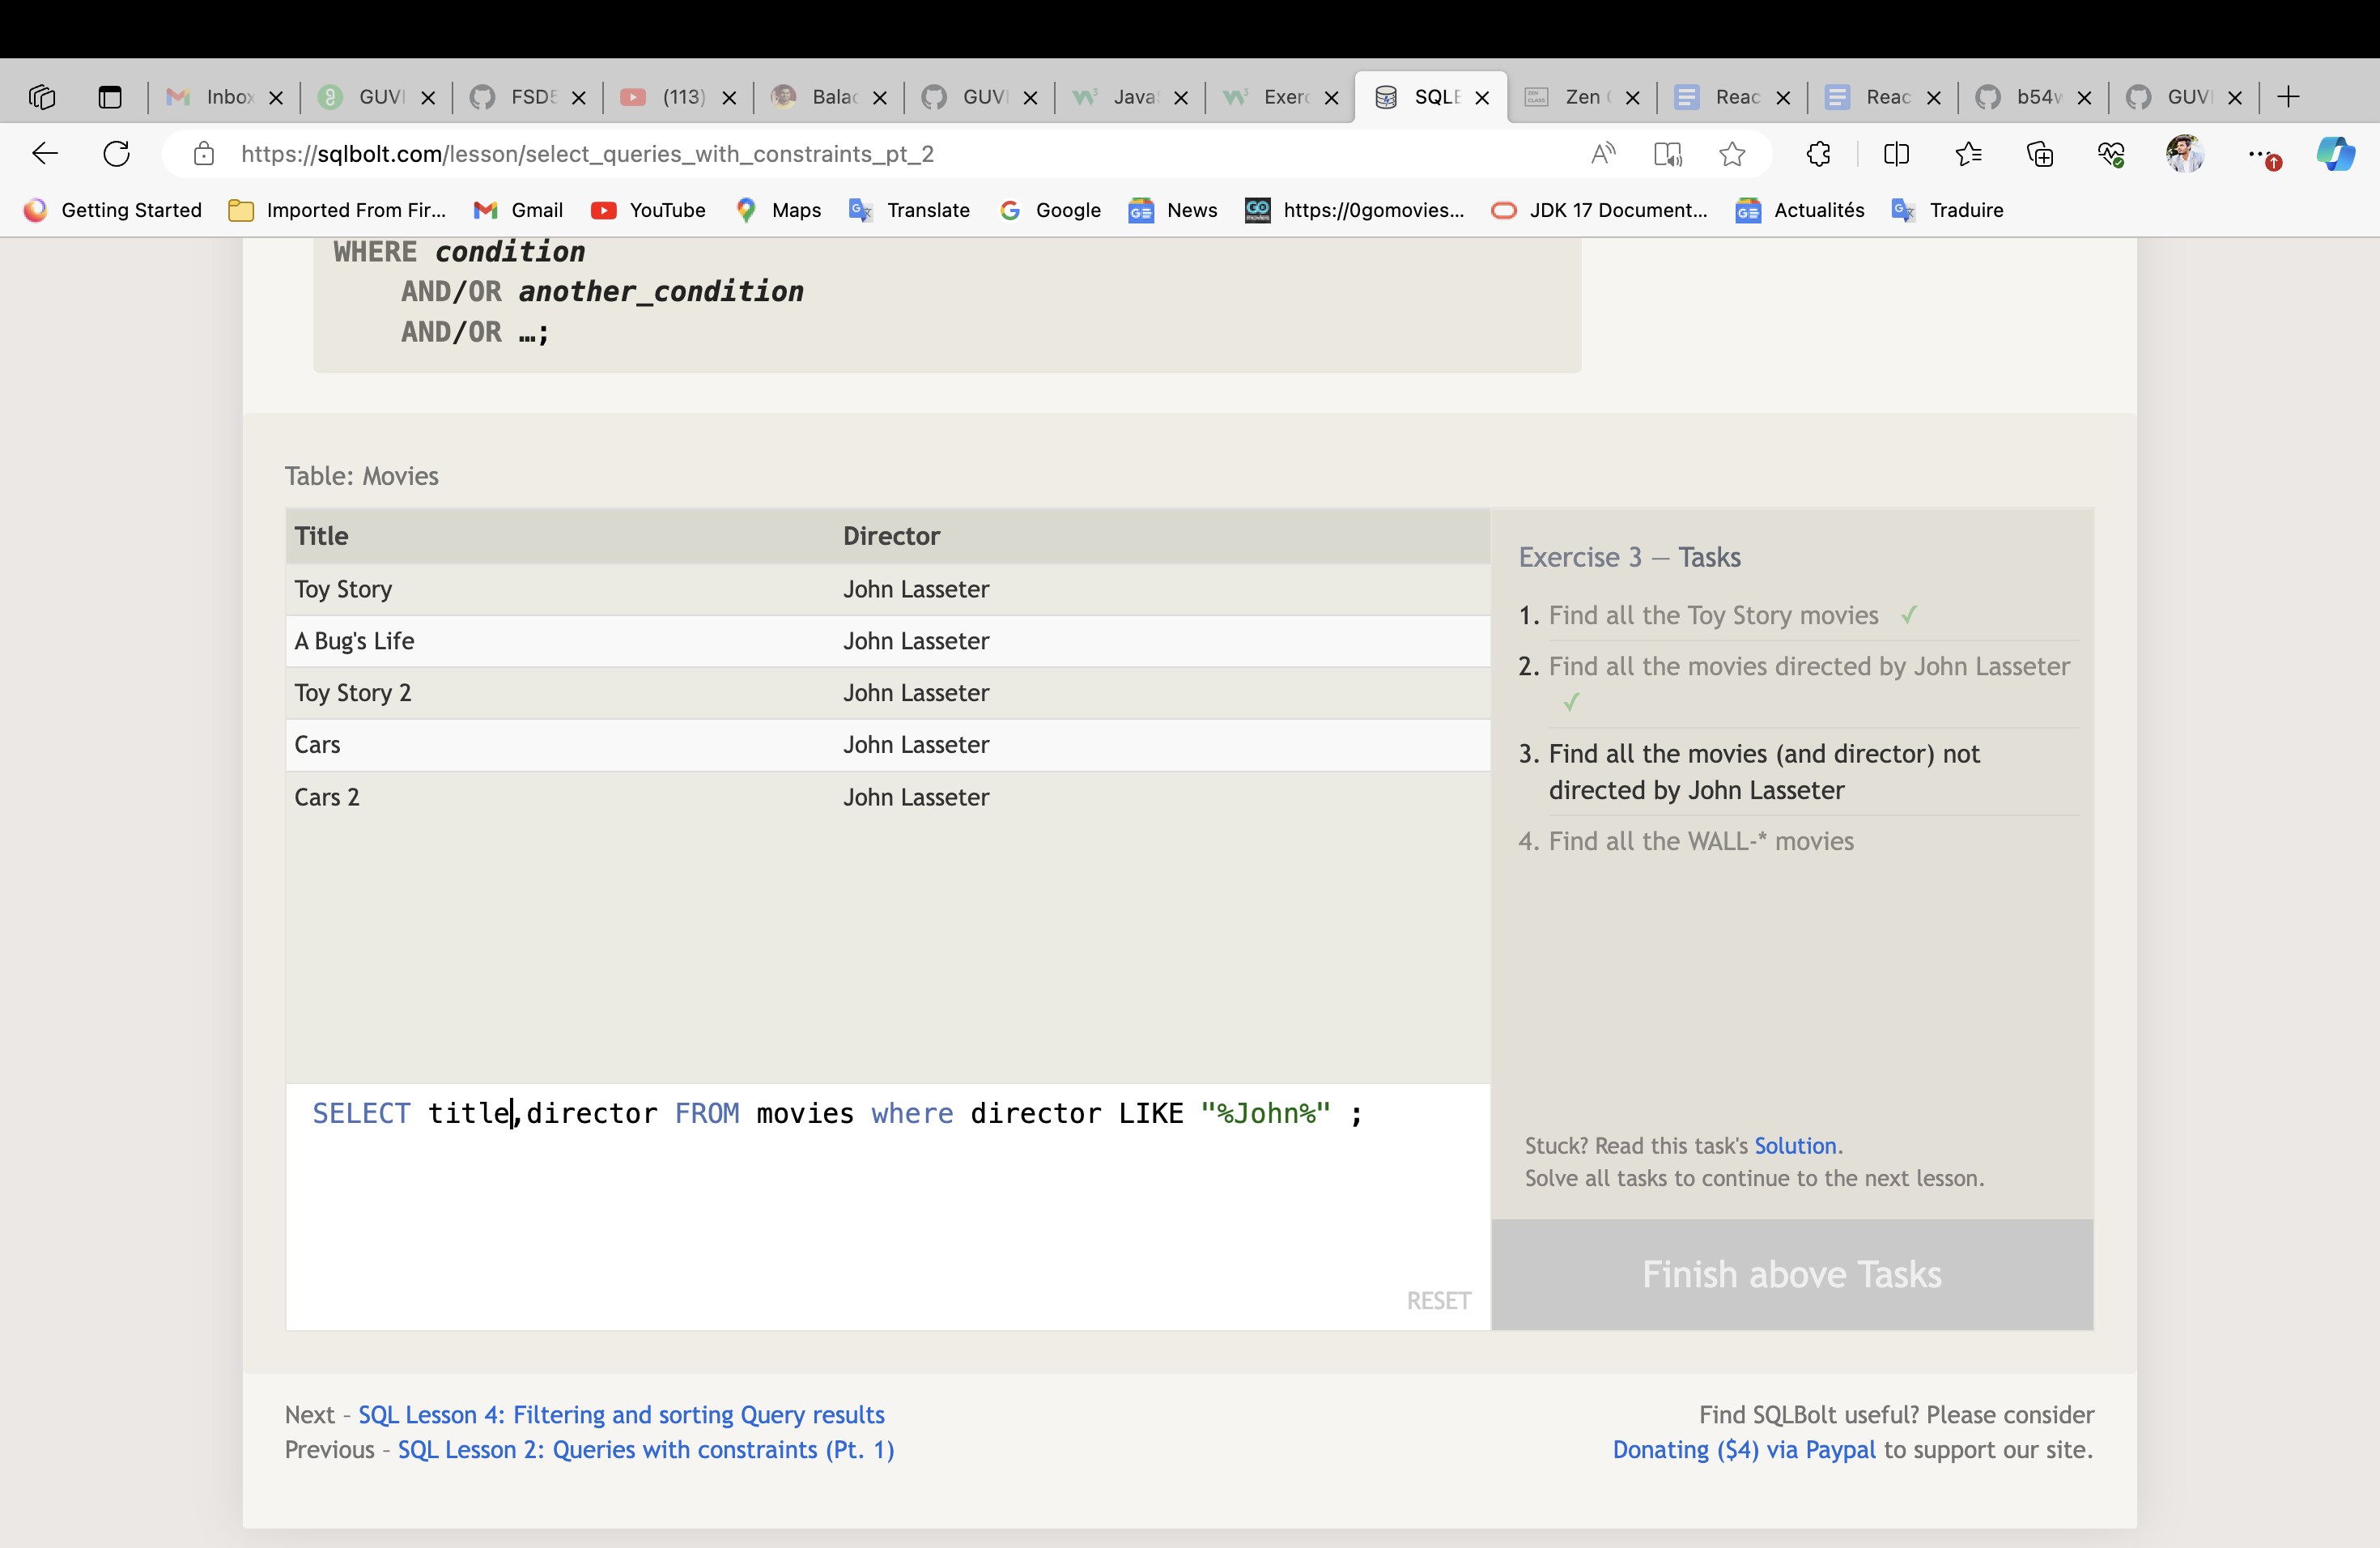 Inbox GUVI FSD5 (113) Balac GUVI Java Exerc SQLB Zen Reac Reac b54w GUVI
https://sqlbolt.com/lesson/select_queries_with_constraints_pt_2
Getting Started Imported From Fir... Gmail YouTube Maps Translate Google News https://0gomovies... JDK 17 Document... Actualités Traduire
WHERE condition
AND/OR another_condition
AND/OR …;
Table: Movies
Title Director
Toy Story John Lasseter
A Bug's Life John Lasseter
Toy Story 2 John Lasseter
Cars John Lasseter
Cars 2 John Lasseter
SELECT title,director FROM movies where director LIKE "%John%" ;
RESET
Exercise 3 — Tasks
1. Find all the Toy Story movies ✓
2. Find all the movies directed by John Lasseter
✓
3. Find all the movies (and director) not
directed by John Lasseter
4. Find all the WALL-* movies
Stuck? Read this task's Solution.
Solve all tasks to continue to the next lesson.
Finish above Tasks
Next – SQL Lesson 4: Filtering and sorting Query results
Previous – SQL Lesson 2: Queries with constraints (Pt. 1)
Find SQLBolt useful? Please consider
Donating ($4) via Paypal to support our site.